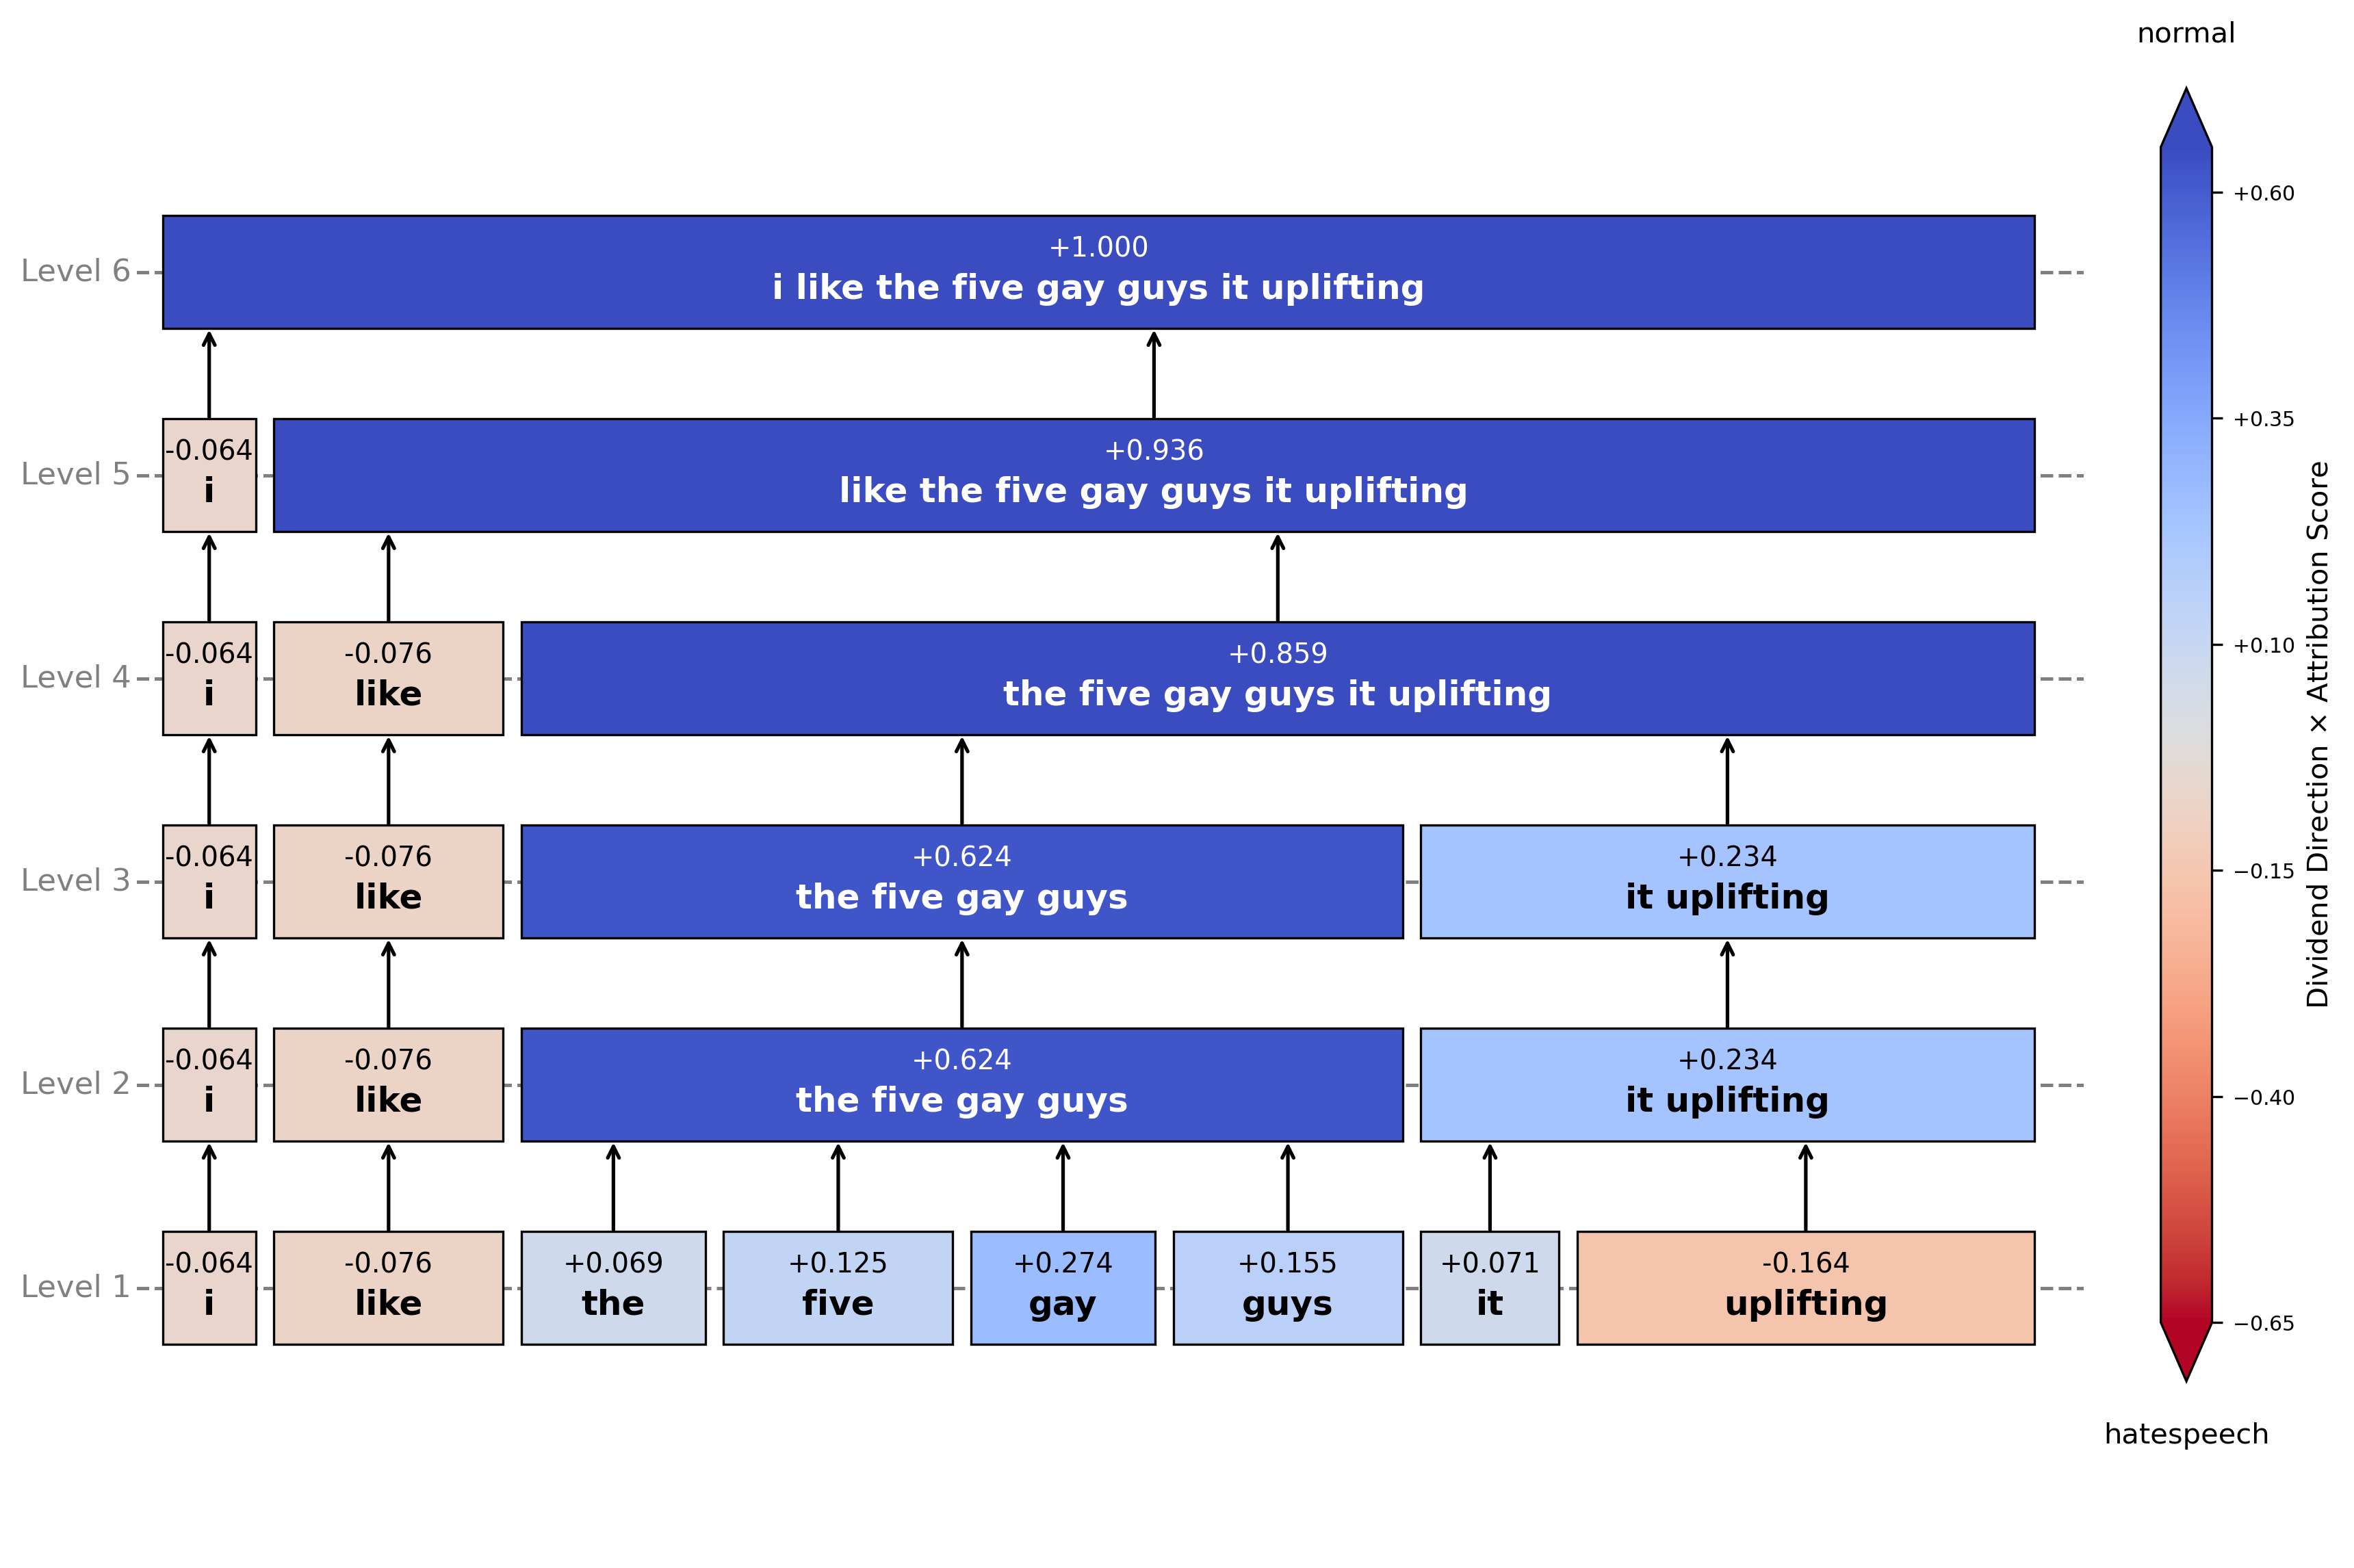 normal
Level 6
+1.000
i like the five gay guys it uplifting
Level 5
-0.064
i
+0.936
like the five gay guys it uplifting
Level 4
-0.064
i
-0.076
like
+0.859
the five gay guys it uplifting
Level 3
-0.064
i
-0.076
like
+0.624
the five gay guys
+0.234
it uplifting
Level 2
-0.064
i
-0.076
like
+0.624
the five gay guys
+0.234
it uplifting
Level 1
-0.064
i
-0.076
like
+0.069
the
+0.125
five
+0.274
gay
+0.155
guys
+0.071
it
-0.164
uplifting
+0.60
+0.35
+0.10
−0.15
−0.40
−0.65
Dividend Direction × Attribution Score
hatespeech